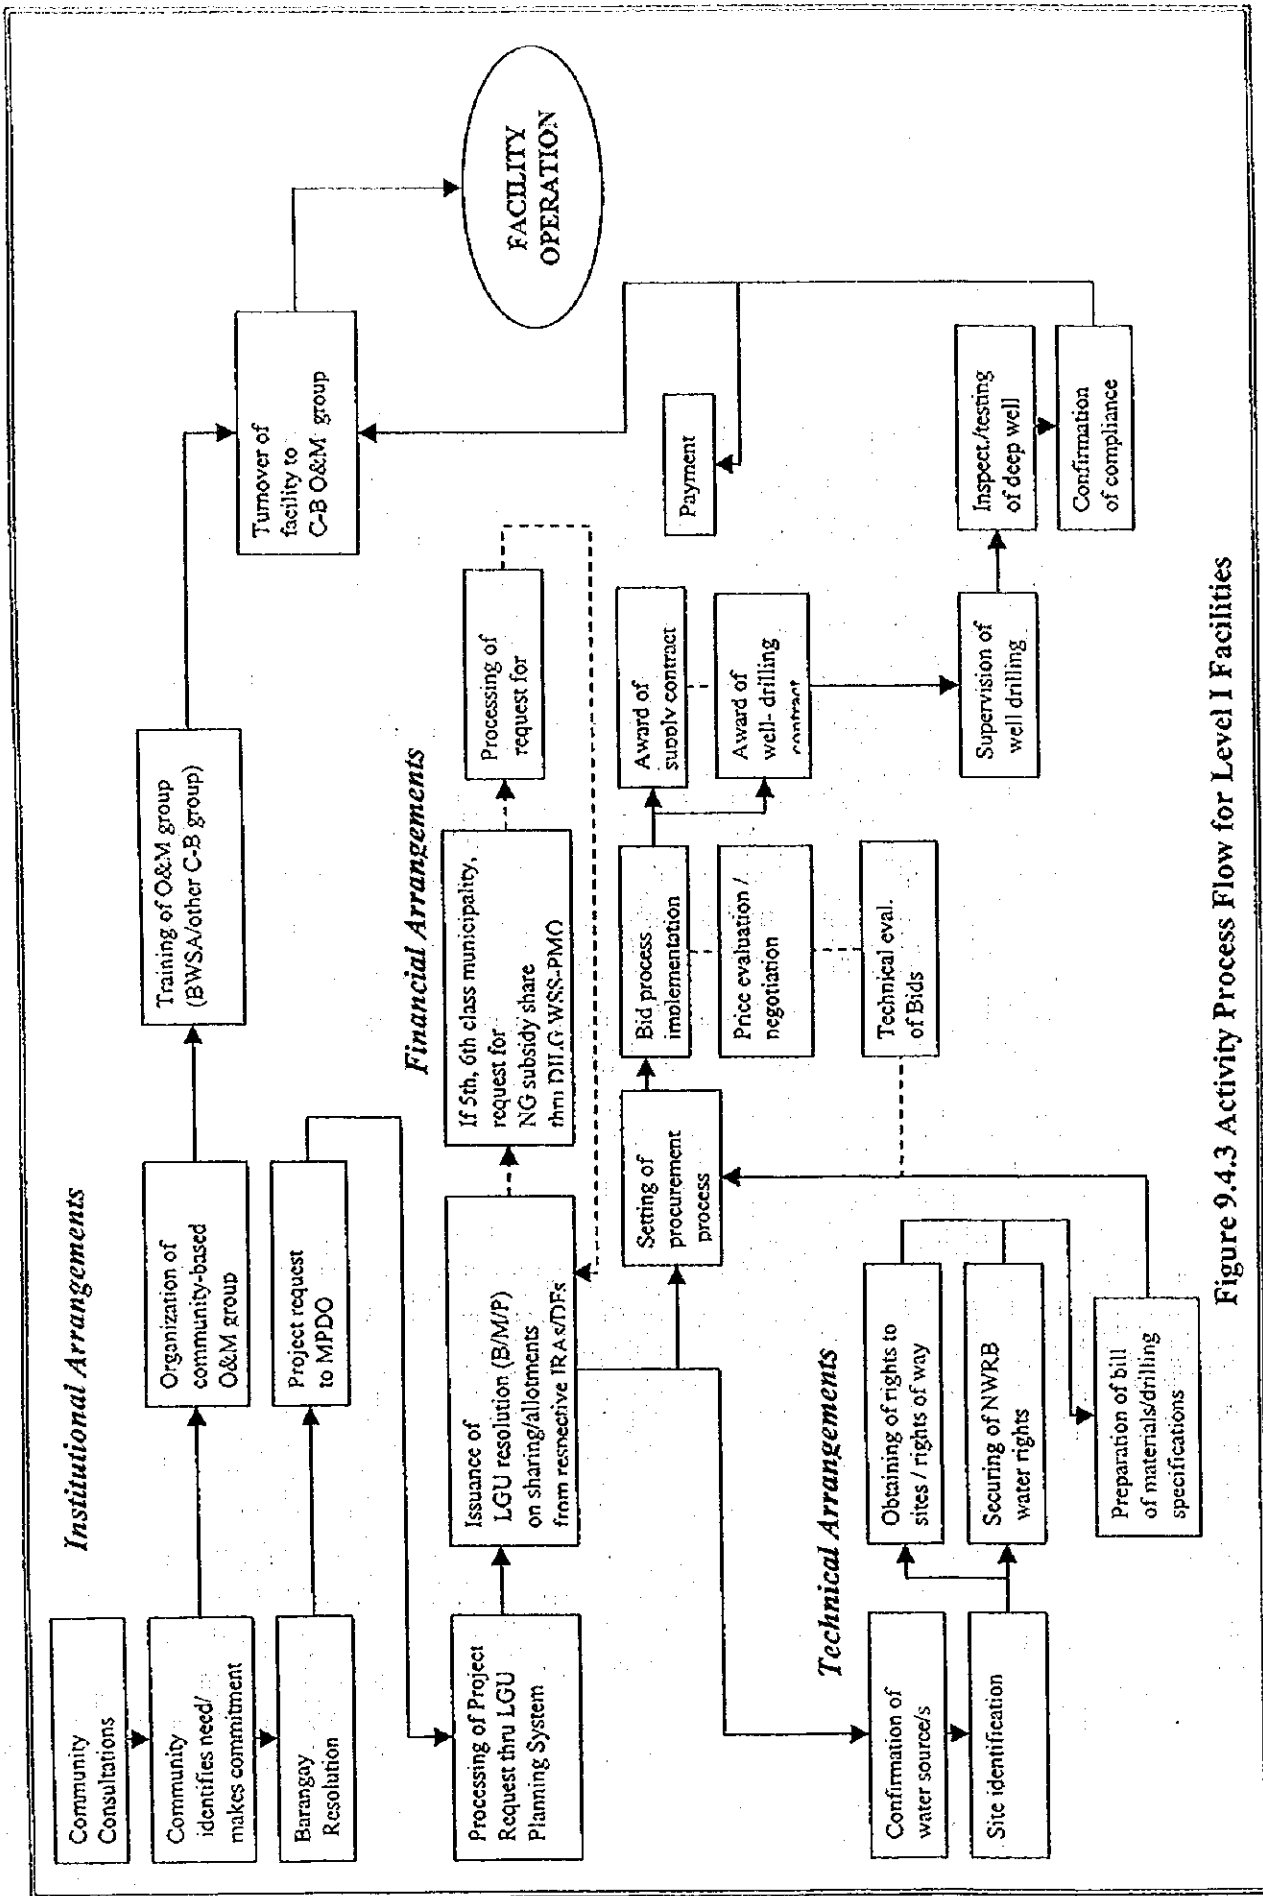 Institutional Arrangements
Community
Consultations
Community
identifies need/
makes commitment
Barangay
Resolution
Organization of
community-based
O&M group
Project request
to MPDO
Training of O&M group
(BWSA/other C-B group)
Turnover of
facility to
C-B O&M group
FACILITY
OPERATION
Financial Arrangements
Processing of Project
Request thru LGU
Planning System
Issuance of
LGU resolution (B/M/P)
on sharing/allotments
from respective IRAs/DFs
If 5th, 6th class municipality,
request for
NG subsidy share
thru DILG WSS-PMO
Processing of
request for
Setting of
procurement
process
Bid process
implementation
Price evaluation /
negotiation
Technical eval.
of Bids
Award of
supply contract
Award of
well- drilling
contract
Payment
Technical Arrangements
Confirmation of
water source/s
Site identification
Obtaining of rights to
sites / rights of way
Securing of NWRB
water rights
Preparation of bill
of materials/drilling
specifications
Supervision of
well drilling
Inspect./testing
of deep well
Confirmation
of compliance
Figure 9.4.3 Activity Process Flow for Level I Facilities